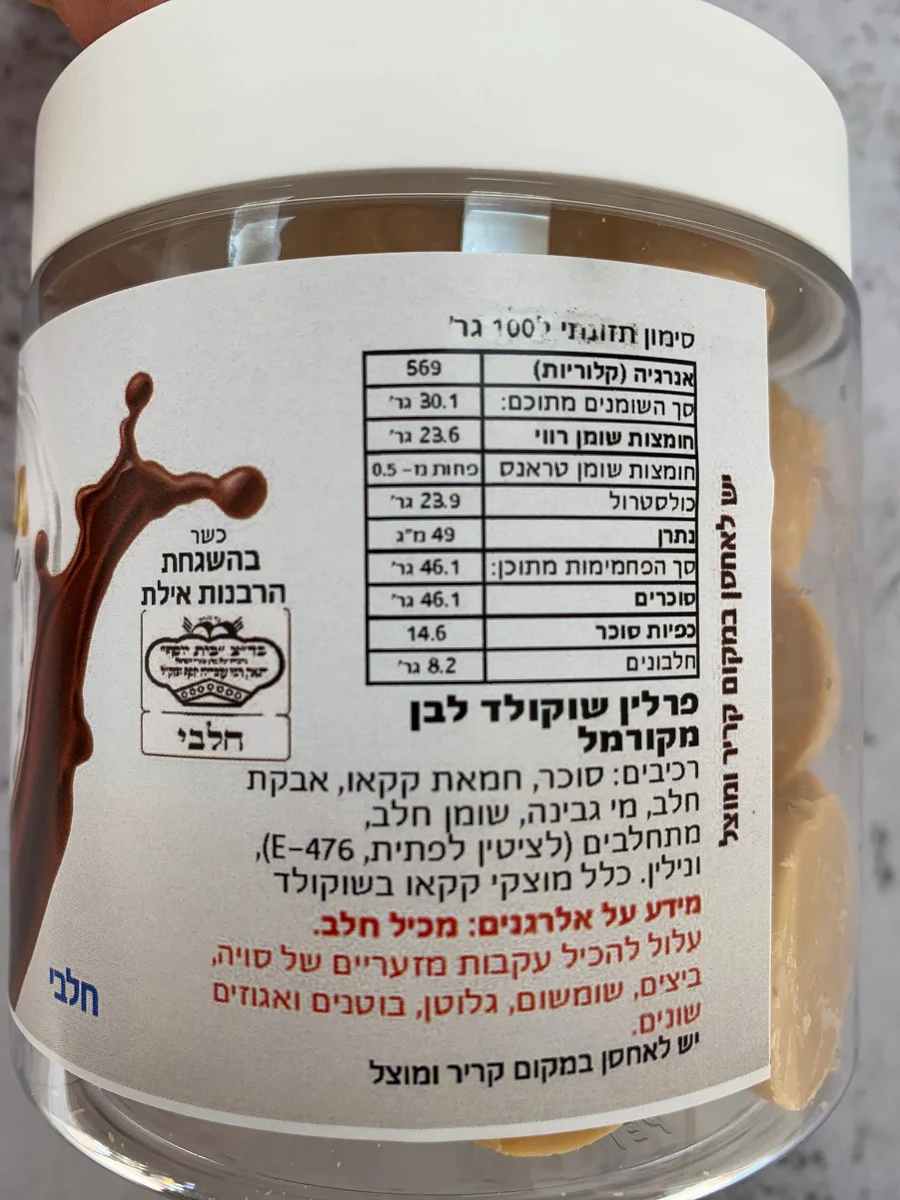 סימון תזונתי ל100 גר'
אנרגיה (קלוריות) 569
סך השומנים מתוכם: 30.1 גר'
חומצות שומן רווי 23.6 גר'
חומצות שומן טראנס פחות מ-0.5
כולסטרול 23.9 גר'
נתרן 49 מ"ג
סך הפחמימות מתוכן: 46.1 גר'
סוכרים 46.1 גר'
כפיות סוכר 14.6
חלבונים 8.2 גר'
פרלין שוקולד לבן
מקורמל
רכיבים: סוכר, חמאת קקאו, אבקת
חלב, מי גבינה, שומן חלב,
מתחלבים (לציטין לפתית, E-476),
ונילין. כלל מוצקי קקאו בשוקולד
מידע על אלרגנים: מכיל חלב.
עלול להכיל עקבות מזעריים של סויה,
ביצים, שומשום, גלוטן, בוטנים ואגוזים
שונים.
יש לאחסן במקום קריר ומוצל
יש לאחסן במקום קריר ומוצל
כשר
בהשגחת
הרבנות אילת
בד"צ "בית יוסף"
חלבי
חלבי